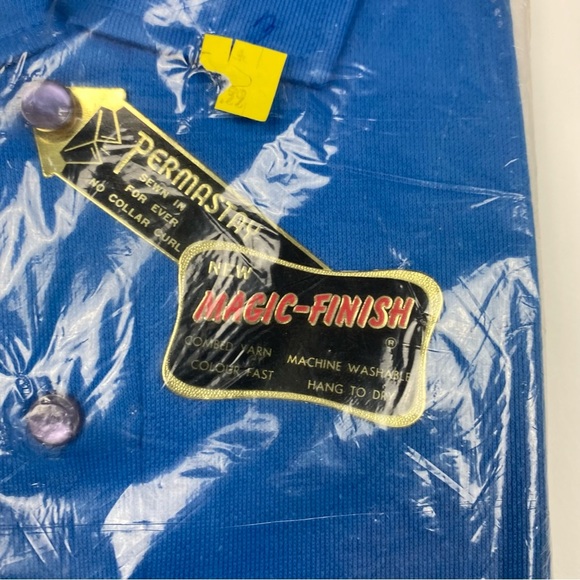 PERMASTAY
SEWN IN
FOR EVER
NO COLLAR CURL
NEW
MAGIC-FINISH
®
COMBED YARN MACHINE WASHABLE
COLOUR FAST HANG TO DRY